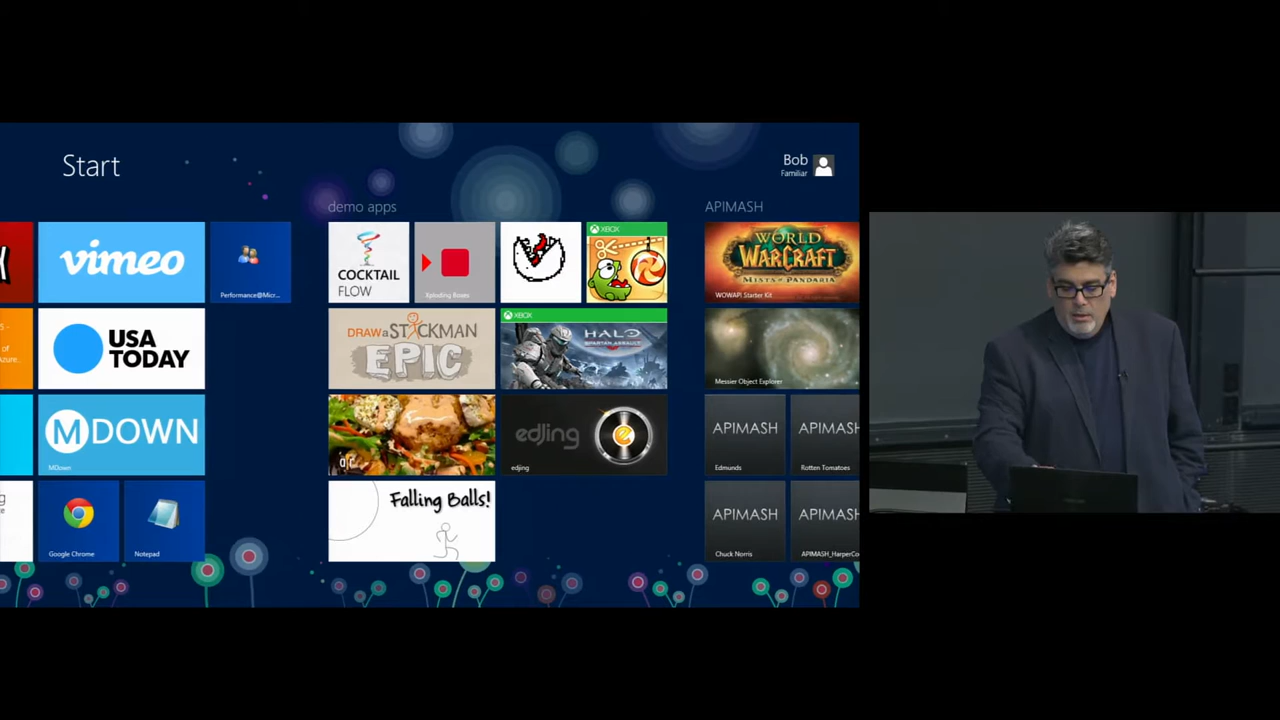 Start
Bob
Familiar
demo apps
APIMASH
vimeo
Performance@Micr...
COCKTAIL
FLOW
Xploding Boxes
XBOX
WORLD
WARCRAFT
MISTS OF PANDARIA
WOWAPI Starter Kit
USA
TODAY
DRAW a STICKMAN
EPIC
XBOX
HALO
SPARTAN ASSAULT
Messier Object Explorer
S -
of
Azure...
MDOWN
MDown
edjing
edjing
APIMASH
Edmunds
APIMASH
Rotten Tomatoes
Google Chrome
Notepad
Falling Balls!
APIMASH
Chuck Norris
APIMASH
APIMASH_HarperCo